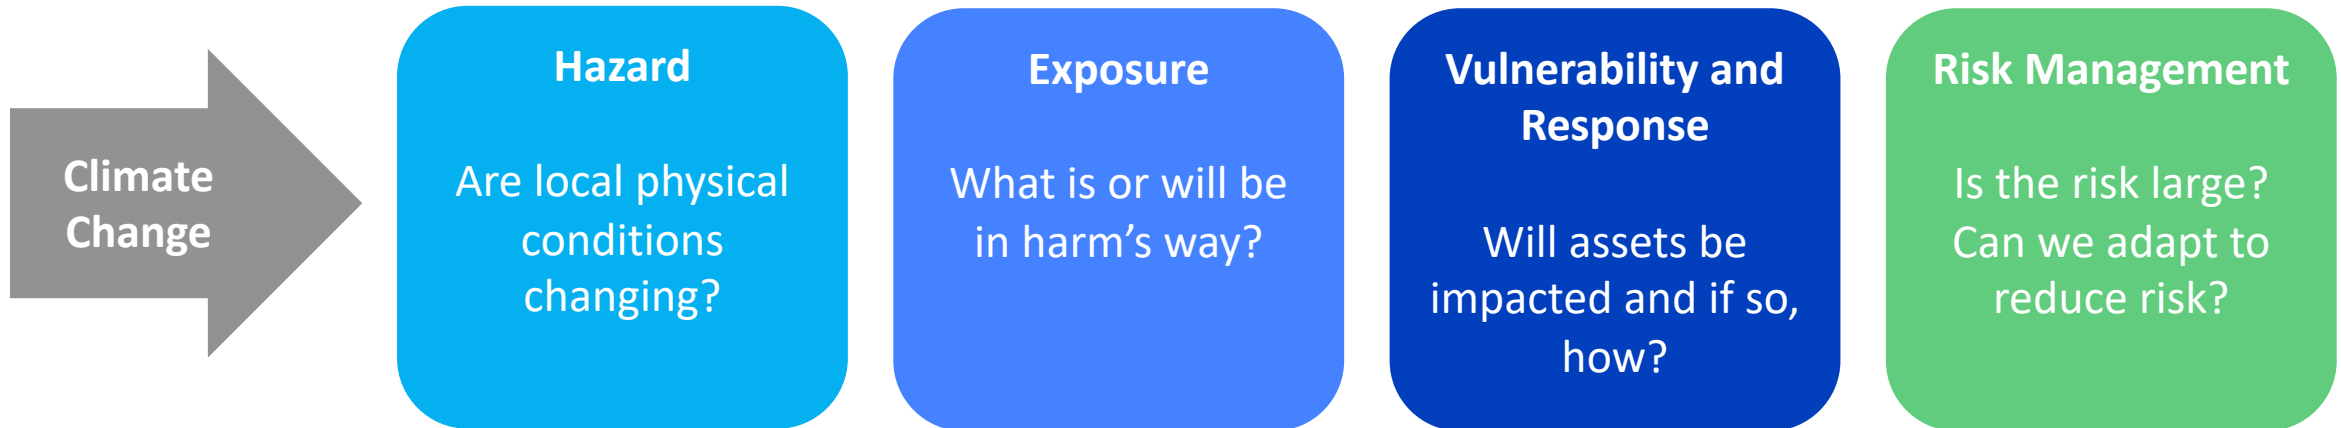 Climate
Change
Hazard
Are local physical
conditions
changing?
Exposure
What is or will be
in harm’s way?
Vulnerability and
Response
Will assets be
impacted and if so,
how?
Risk Management
Is the risk large?
Can we adapt to
reduce risk?